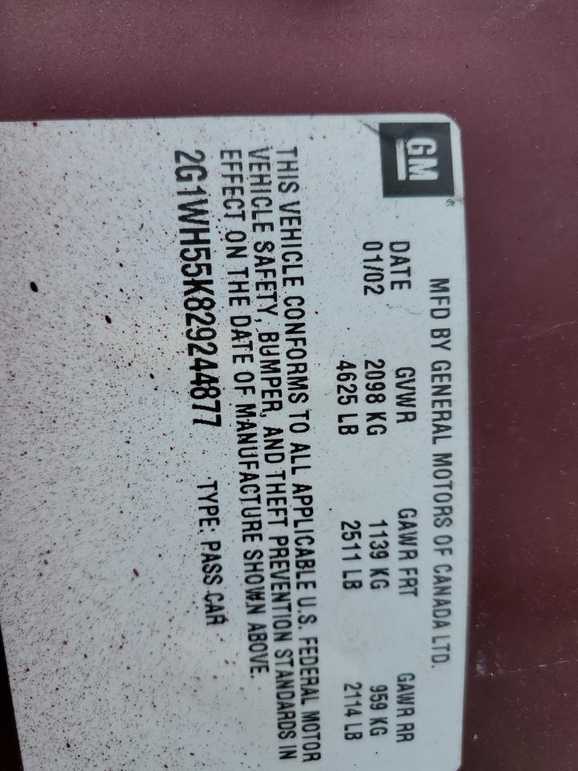 GM
MFD BY GENERAL MOTORS OF CANADA LTD.
DATE GVWR GAWR FRT GAWR RR
01/02 2098 KG 1139 KG 959 KG
4625 LB 2511 LB 2114 LB
THIS VEHICLE CONFORMS TO ALL APPLICABLE U.S. FEDERAL MOTOR
VEHICLE SAFETY, BUMPER, AND THEFT PREVENTION STANDARDS IN
EFFECT ON THE DATE OF MANUFACTURE SHOWN ABOVE.
2G1WH55K829244877 TYPE: PASS CAR